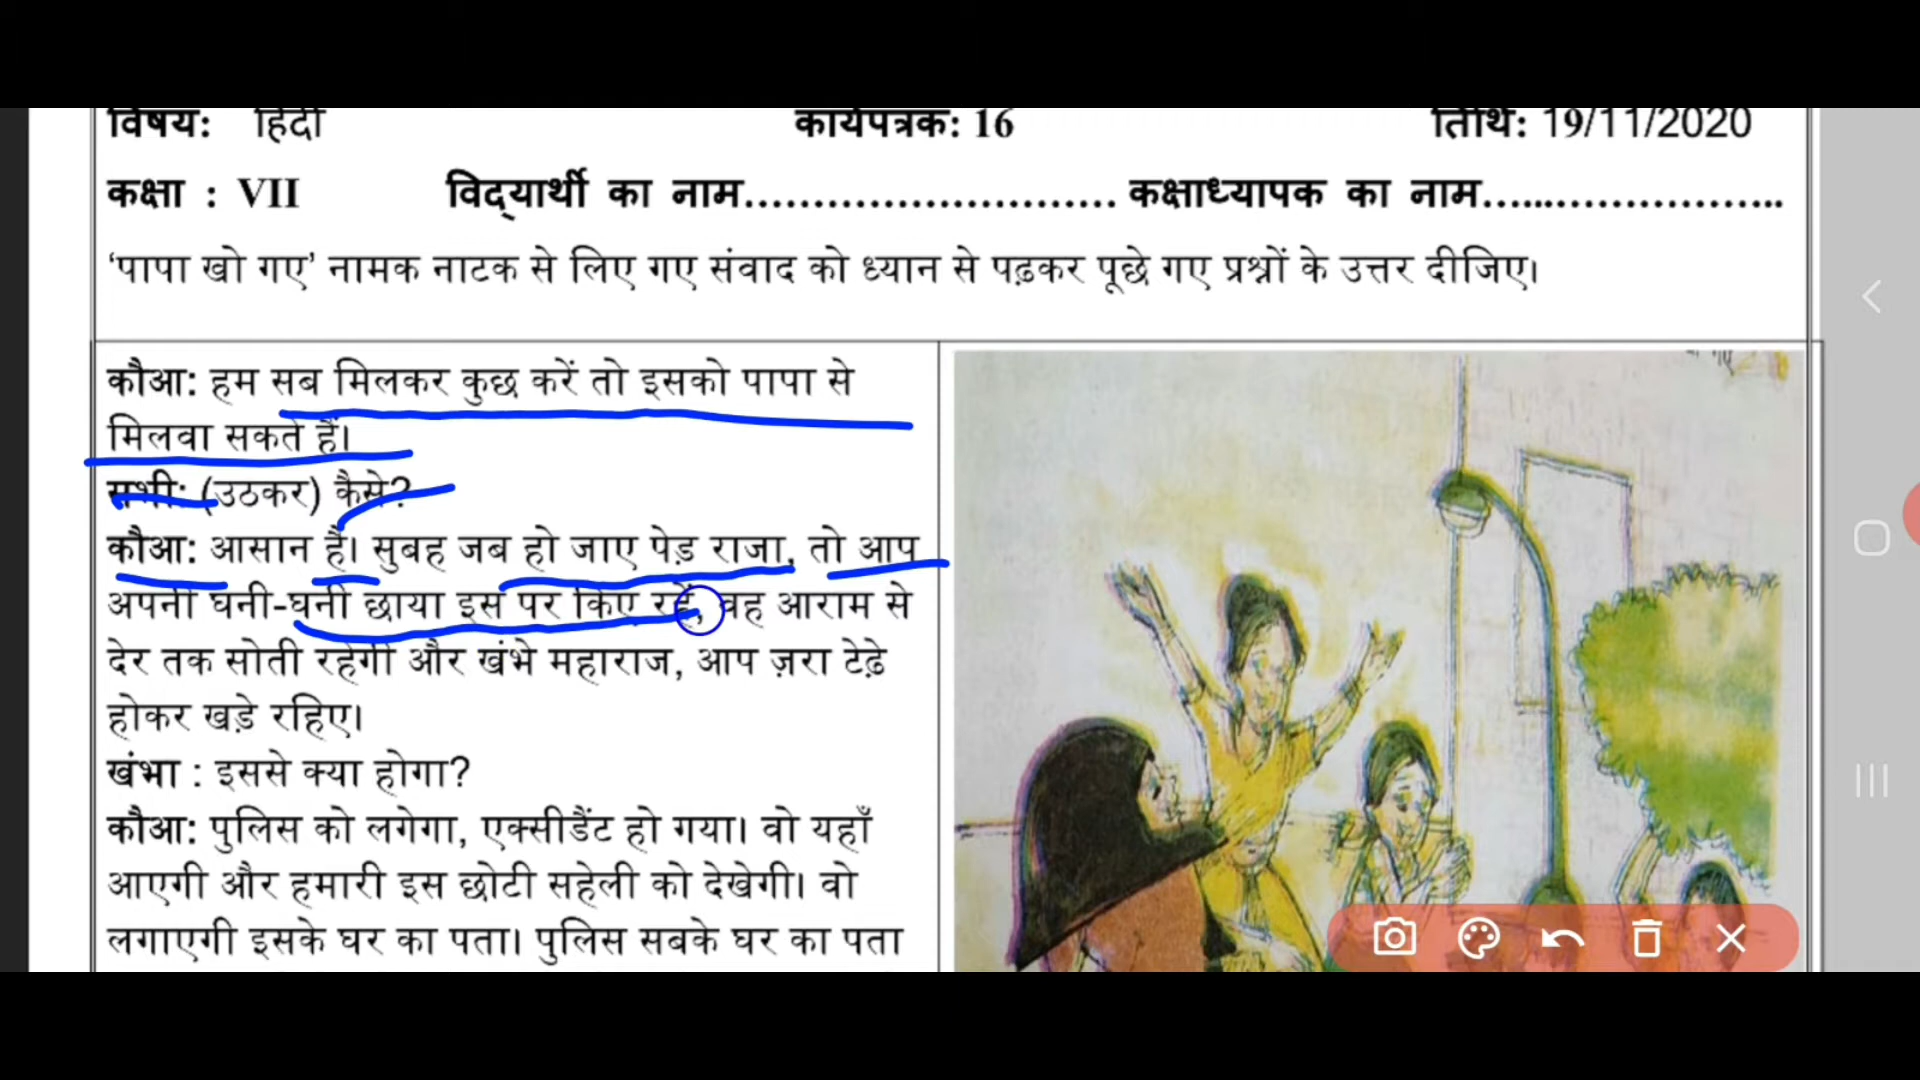 विषय: हिंदी कार्यपत्रक: 16 तिथि: 19/11/2020
कक्षा : VII विद्यार्थी का नाम........................... कक्षाध्यापक का नाम......................
‘पापा खो गए’ नामक नाटक से लिए गए संवाद को ध्यान से पढ़कर पूछे गए प्रश्नों के उत्तर दीजिए।
कौआ: हम सब मिलकर कुछ करें तो इसको पापा से
मिलवा सकते हैं।
सभी: (उठकर) कैसे?
कौआ: आसान है। सुबह जब हो जाए पेड़ राजा, तो आप
अपनी घनी-घनी छाया इस पर किए रहें, वह आराम से
देर तक सोती रहेगी और खंभे महाराज, आप ज़रा टेढ़े
होकर खड़े रहिए।
खंभा : इससे क्या होगा?
कौआ: पुलिस को लगेगा, एक्सीडैंट हो गया। वो यहाँ
आएगी और हमारी इस छोटी सहेली को देखेगी। वो
लगाएगी इसके घर का पता। पुलिस सबके घर का पता